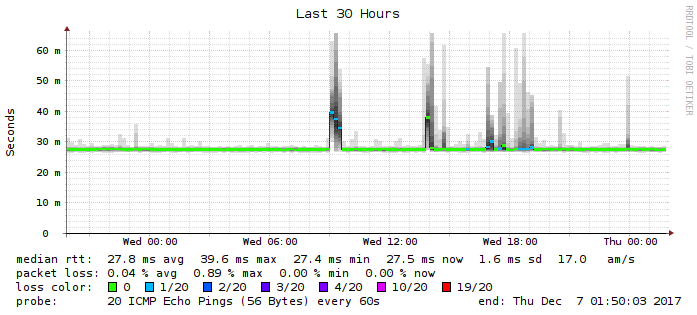 Last 30 Hours
RRDTOOL / TOBI OETIKER
Seconds
60 m
50 m
40 m
30 m
20 m
10 m
0
Wed 00:00 Wed 06:00 Wed 12:00 Wed 18:00 Thu 00:00
median rtt: 27.8 ms avg 39.6 ms max 27.4 ms min 27.5 ms now 1.6 ms sd 17.0 am/s
packet loss: 0.04 % avg 0.89 % max 0.00 % min 0.00 % now
loss color: 0 1/20 2/20 3/20 4/20 10/20 19/20
probe: 20 ICMP Echo Pings (56 Bytes) every 60s end: Thu Dec 7 01:50:03 2017